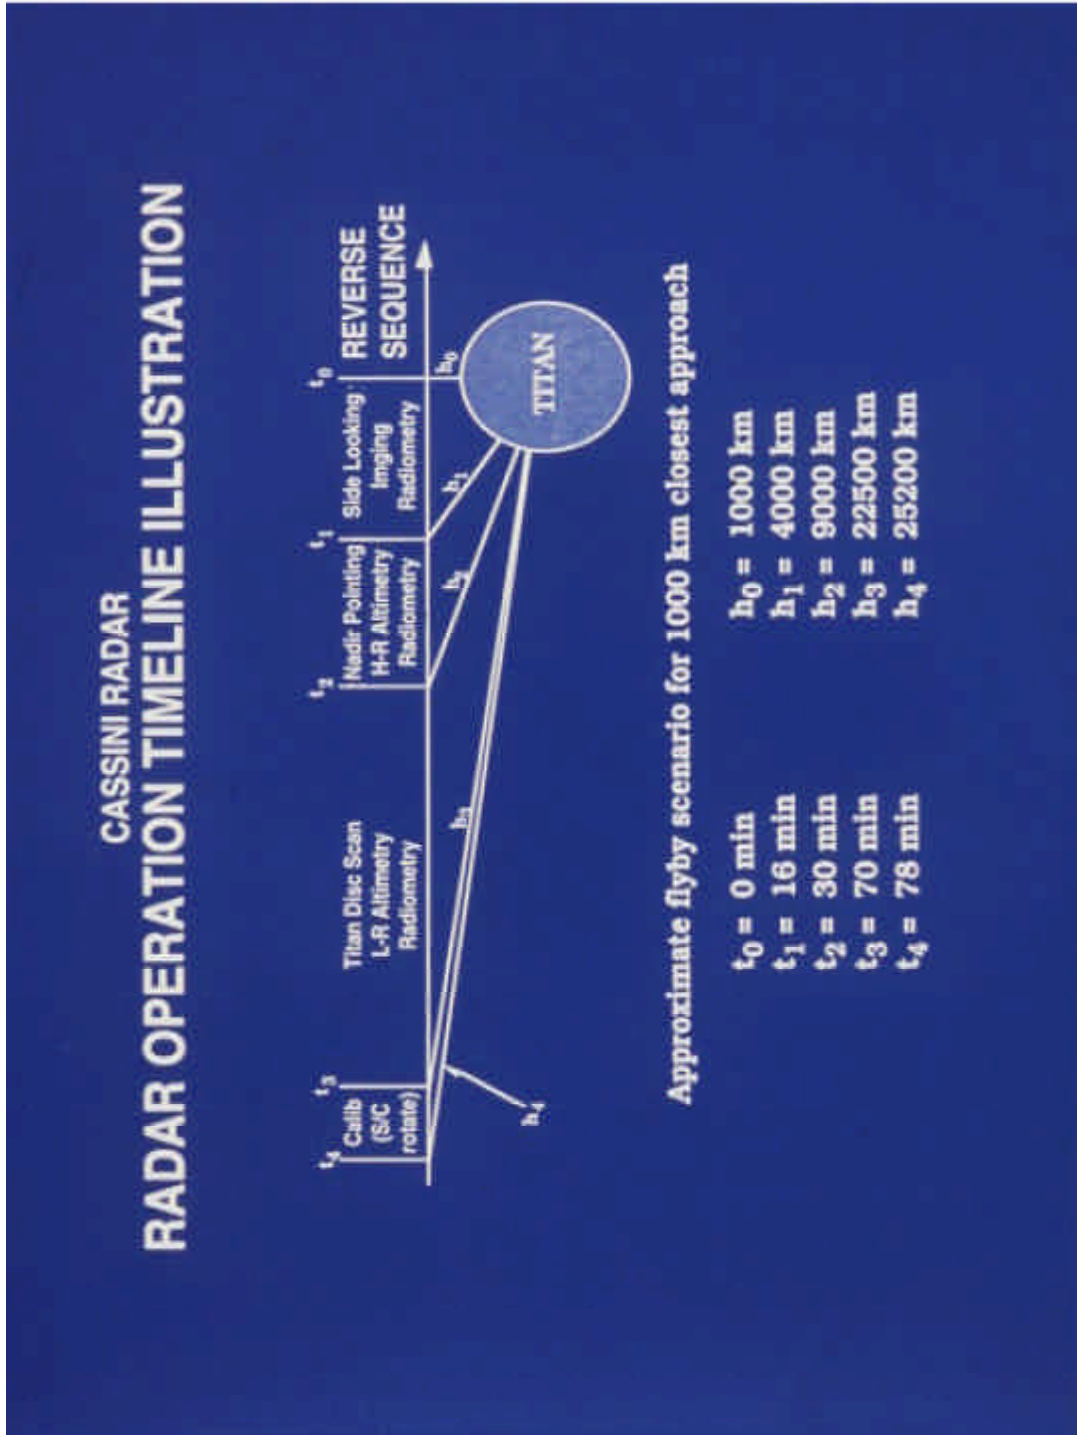 CASSINI RADAR
RADAR OPERATION TIMELINE ILLUSTRATION
t4
t3
t2
t1
t0
Calib
(S/C
rotate)
Titan Disc Scan
L-R Altimetry
Radiometry
Nadir Pointing
H-R Altimetry
Radiometry
Side Looking
Imging
Radiometry
REVERSE
SEQUENCE
h4
h3
h2
h1
h0
TITAN
Approximate flyby scenario for 1000 km closest approach
t0 = 0 min h0 = 1000 km
t1 = 16 min h1 = 4000 km
t2 = 30 min h2 = 9000 km
t3 = 70 min h3 = 22500 km
t4 = 78 min h4 = 25200 km